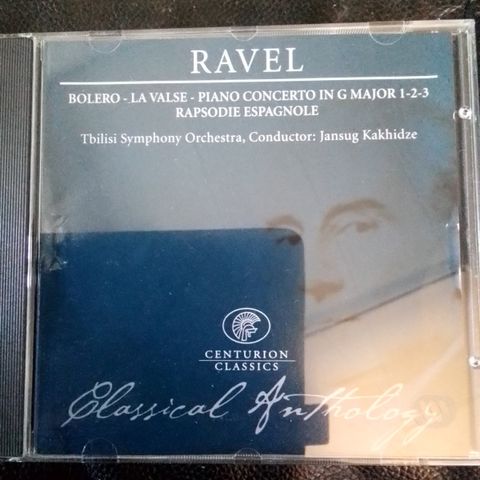 RAVEL
BOLERO - LA VALSE - PIANO CONCERTO IN G MAJOR 1-2-3
RAPSODIE ESPAGNOLE
Tbilisi Symphony Orchestra, Conductor: Jansug Kakhidze
CENTURION
CLASSICS
Classical Anthology